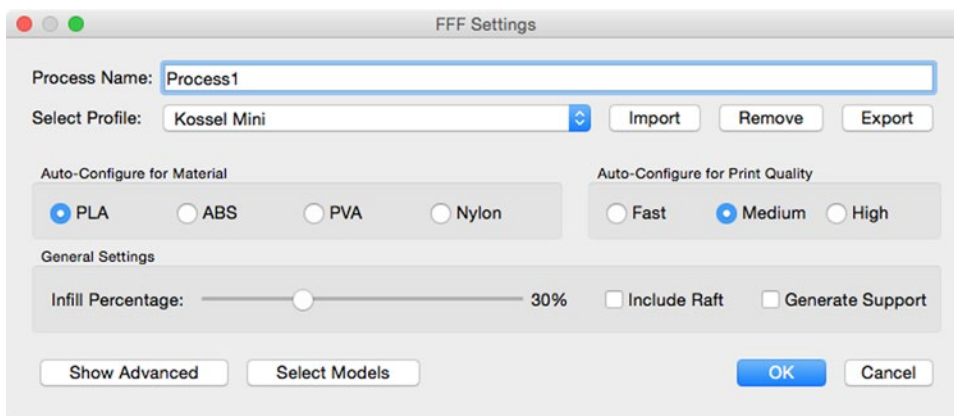 FFF Settings
Process Name: Process1
Select Profile: Kossel Mini Import Remove Export
Auto-Configure for Material Auto-Configure for Print Quality
PLA ABS PVA Nylon Fast Medium High
General Settings
Infill Percentage: 30% Include Raft Generate Support
Show Advanced Select Models OK Cancel